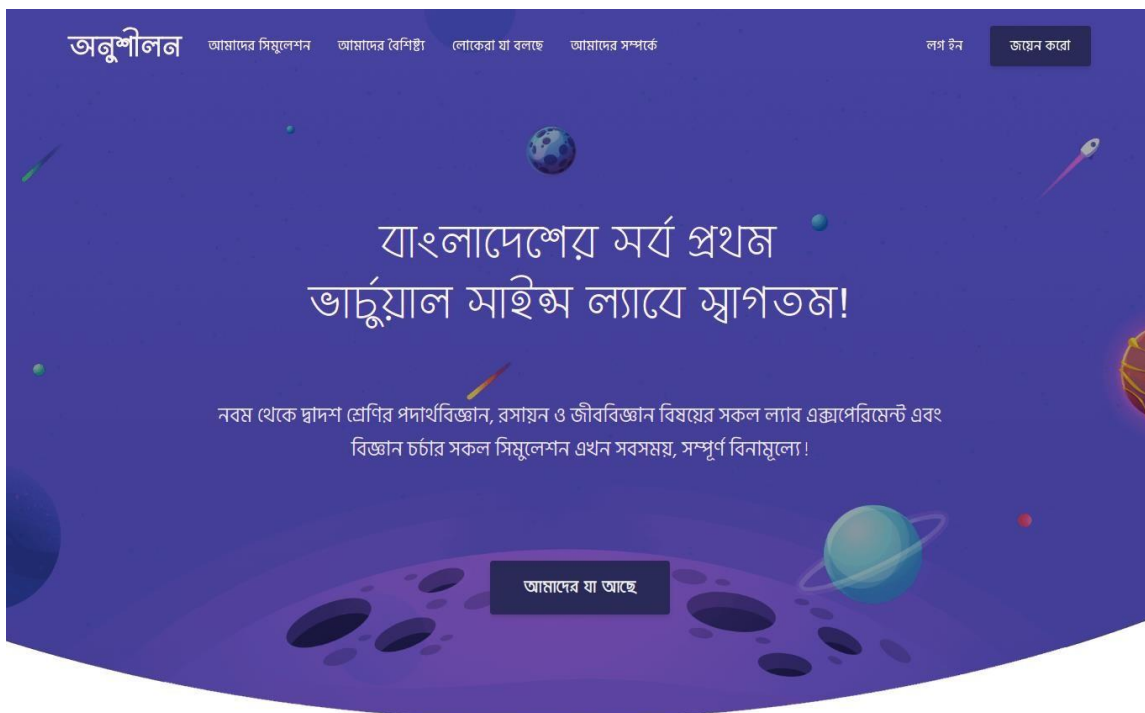 অনুশীলন আমাদের সিমুলেশন আমাদের বৈশিষ্ট্য লোকেরা যা বলছে আমাদের সম্পর্কে লগ ইন জয়েন করো
বাংলাদেশের সর্ব প্রথম
ভার্চুয়াল সাইন্স ল্যাবে স্বাগতম!
নবম থেকে দ্বাদশ শ্রেণির পদার্থবিজ্ঞান, রসায়ন ও জীববিজ্ঞান বিষয়ের সকল ল্যাব এক্সপেরিমেন্ট এবং
বিজ্ঞান চর্চার সকল সিমুলেশন এখন সবসময়, সম্পূর্ণ বিনামূল্যে!
আমাদের যা আছে